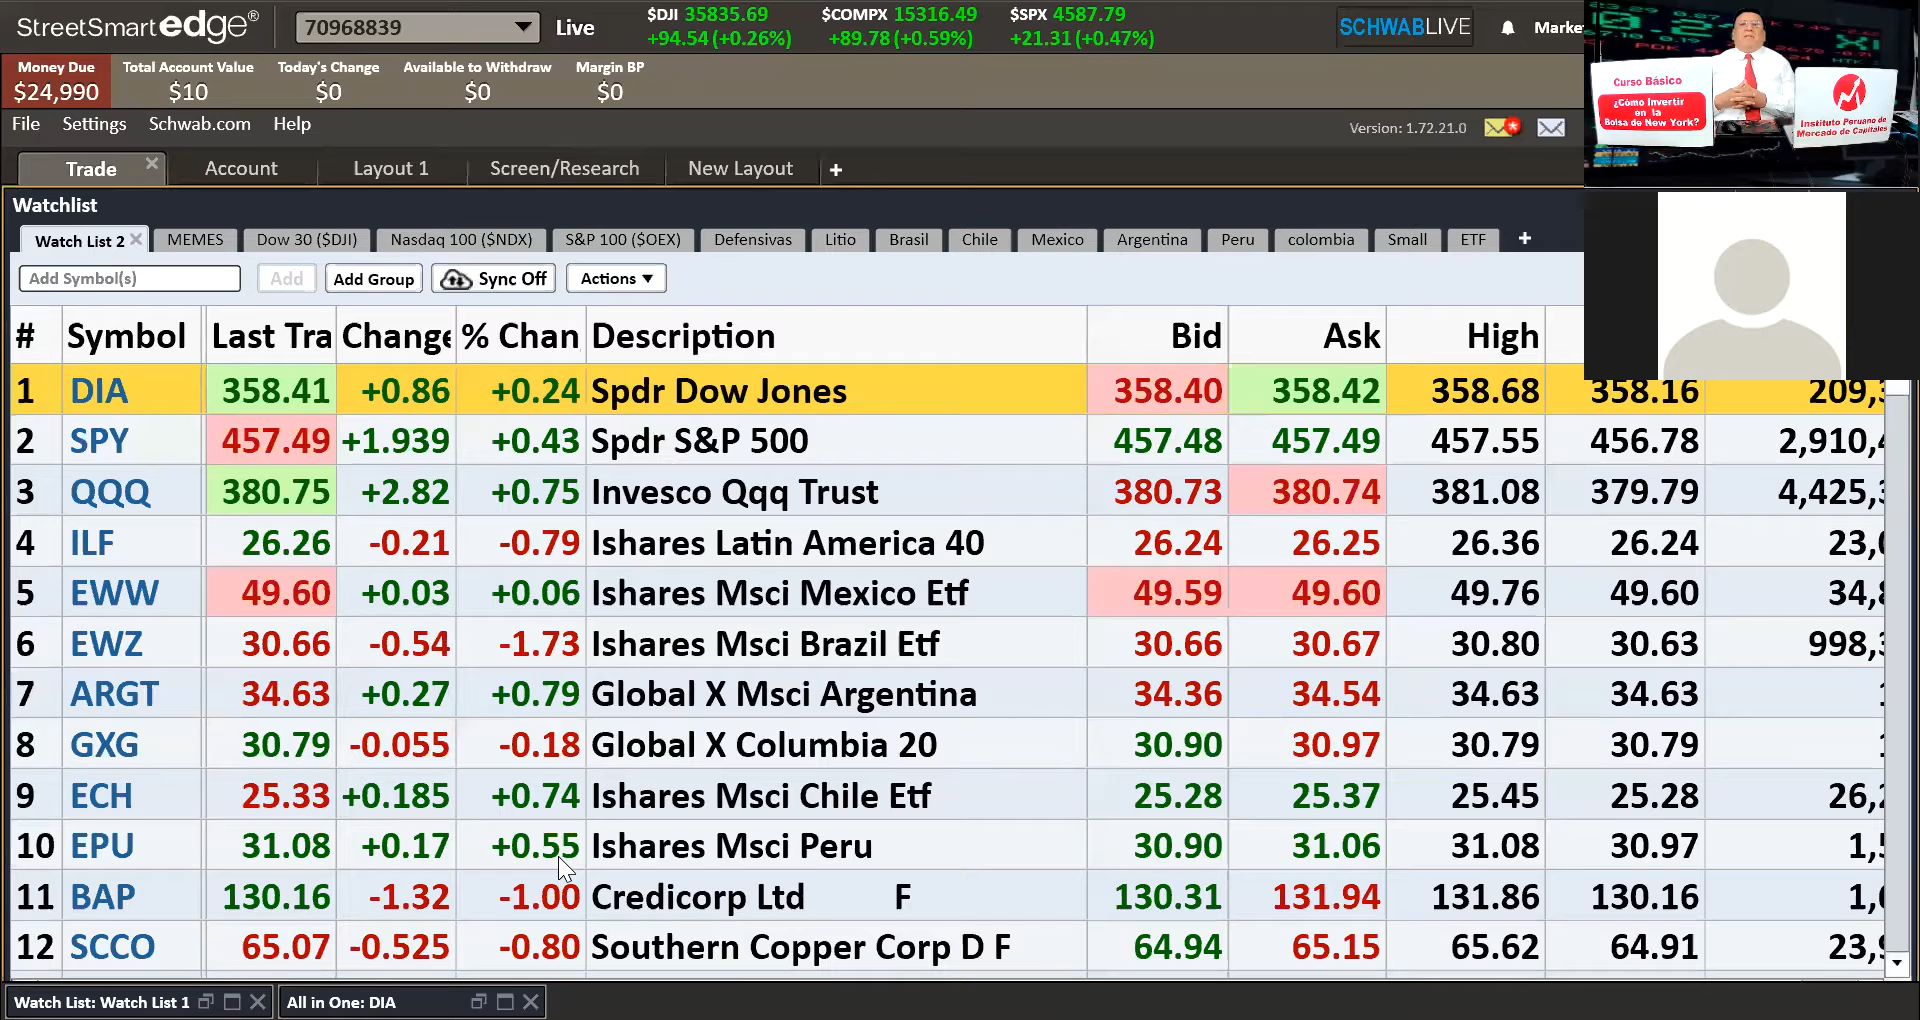 StreetSmart edge®
70968839
Live
$DJI 35835.69
+94.54 (+0.26%)
$COMPX 15316.49
+89.78 (+0.59%)
$SPX 4587.79
+21.31 (+0.47%)
SCHWABLIVE
Marke
Money Due
$24,990
Total Account Value
$10
Today's Change
$0
Available to Withdraw
$0
Margin BP
$0
File Settings Schwab.com Help
Version: 1.72.21.0
Curso Básico
¿Cómo Invertir
en la
Bolsa de New York?
Instituto Peruano de
Mercado de Capitales
Trade Account Layout 1 Screen/Research New Layout +
Watchlist
Watch List 2 MEMES Dow 30 ($DJI) Nasdaq 100 ($NDX) S&P 100 ($OEX) Defensivas Litio Brasil Chile Mexico Argentina Peru colombia Small ETF +
Add Symbol(s) Add Add Group Sync Off Actions ▼
# Symbol Last Tra Change % Chan Description Bid Ask High
1 DIA 358.41 +0.86 +0.24 Spdr Dow Jones 358.40 358.42 358.68 358.16 209,
2 SPY 457.49 +1.939 +0.43 Spdr S&P 500 457.48 457.49 457.55 456.78 2,910,
3 QQQ 380.75 +2.82 +0.75 Invesco Qqq Trust 380.73 380.74 381.08 379.79 4,425,
4 ILF 26.26 -0.21 -0.79 Ishares Latin America 40 26.24 26.25 26.36 26.24 23,
5 EWW 49.60 +0.03 +0.06 Ishares Msci Mexico Etf 49.59 49.60 49.76 49.60 34,
6 EWZ 30.66 -0.54 -1.73 Ishares Msci Brazil Etf 30.66 30.67 30.80 30.63 998,
7 ARGT 34.63 +0.27 +0.79 Global X Msci Argentina 34.36 34.54 34.63 34.63
8 GXG 30.79 -0.055 -0.18 Global X Columbia 20 30.90 30.97 30.79 30.79
9 ECH 25.33 +0.185 +0.74 Ishares Msci Chile Etf 25.28 25.37 25.45 25.28 26,
10 EPU 31.08 +0.17 +0.55 Ishares Msci Peru 30.90 31.06 31.08 30.97 1,
11 BAP 130.16 -1.32 -1.00 Credicorp Ltd F 130.31 131.94 131.86 130.16 1,
12 SCCO 65.07 -0.525 -0.80 Southern Copper Corp D F 64.94 65.15 65.62 64.91 23,
Watch List: Watch List 1
All in One: DIA